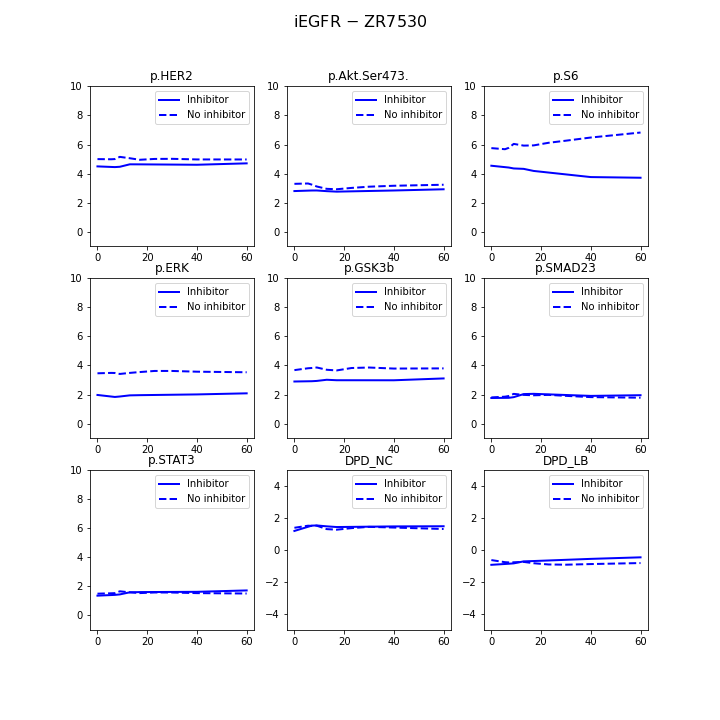 iEGFR − ZR7530
p.HER2
p.Akt.Ser473.
p.S6
10
8
6
4
2
0
Inhibitor
No inhibitor
0 20 40 60
10
8
6
4
2
0
Inhibitor
No inhibitor
0 20 40 60
10
8
6
4
2
0
Inhibitor
No inhibitor
0 20 40 60
p.ERK
p.GSK3b
p.SMAD23
10
8
6
4
2
0
Inhibitor
No inhibitor
0 20 40 60
10
8
6
4
2
0
Inhibitor
No inhibitor
0 20 40 60
10
8
6
4
2
0
Inhibitor
No inhibitor
0 20 40 60
p.STAT3
DPD_NC
DPD_LB
10
8
6
4
2
0
Inhibitor
No inhibitor
0 20 40 60
4
2
0
−2
−4
Inhibitor
No inhibitor
0 20 40 60
4
2
0
−2
−4
Inhibitor
No inhibitor
0 20 40 60